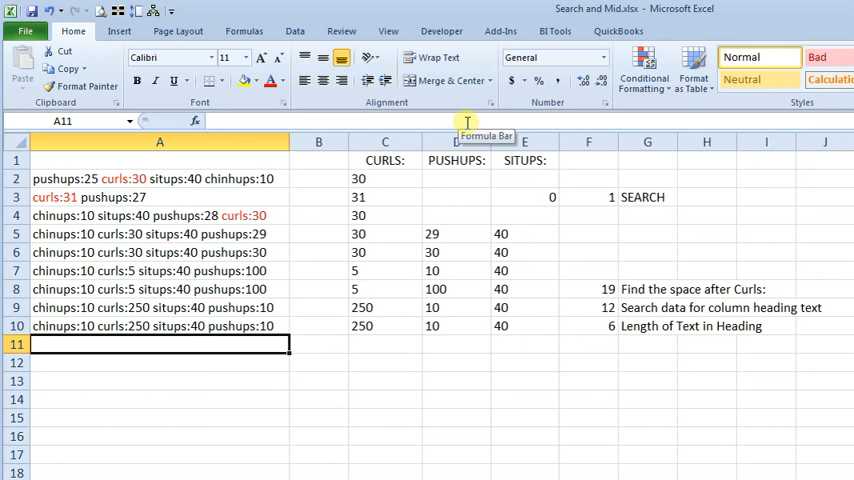 Search and Mid.xlsx - Microsoft Excel
File Home Insert Page Layout Formulas Data View Developer Add-Ins BI Tools QuickBooks
Cut Calibri 11 A A Wrap Text General Normal Bad
Copy
Paste Format Painter B I U A Merge & Center $ % , Conditional Formatting Format as Table Neutral Calculation
Clipboard Font Alignment Number Styles
A11 fx
Formula Bar
A B C D E F G H I J
1 CURLS: PUSHUPS: SITUPS:
2 pushups:25 curls:30 situps:40 chinhups:10 30
3 curls:31 pushups:27 31 0 1 SEARCH
4 chinups:10 situps:40 pushups:28 curls:30 30
5 chinups:10 curls:30 situps:40 pushups:29 30 29 40
6 chinups:10 curls:30 situps:40 pushups:30 30 30 40
7 chinups:10 curls:5 situps:40 pushups:100 5 10 40
8 chinups:10 curls:5 situps:40 pushups:100 5 100 40 19 Find the space after Curls:
9 chinups:10 curls:250 situps:40 pushups:10 250 10 40 12 Search data for column heading text
10 chinups:10 curls:250 situps:40 pushups:10 250 10 40 6 Length of Text in Heading
11
12
13
14
15
16
17
18